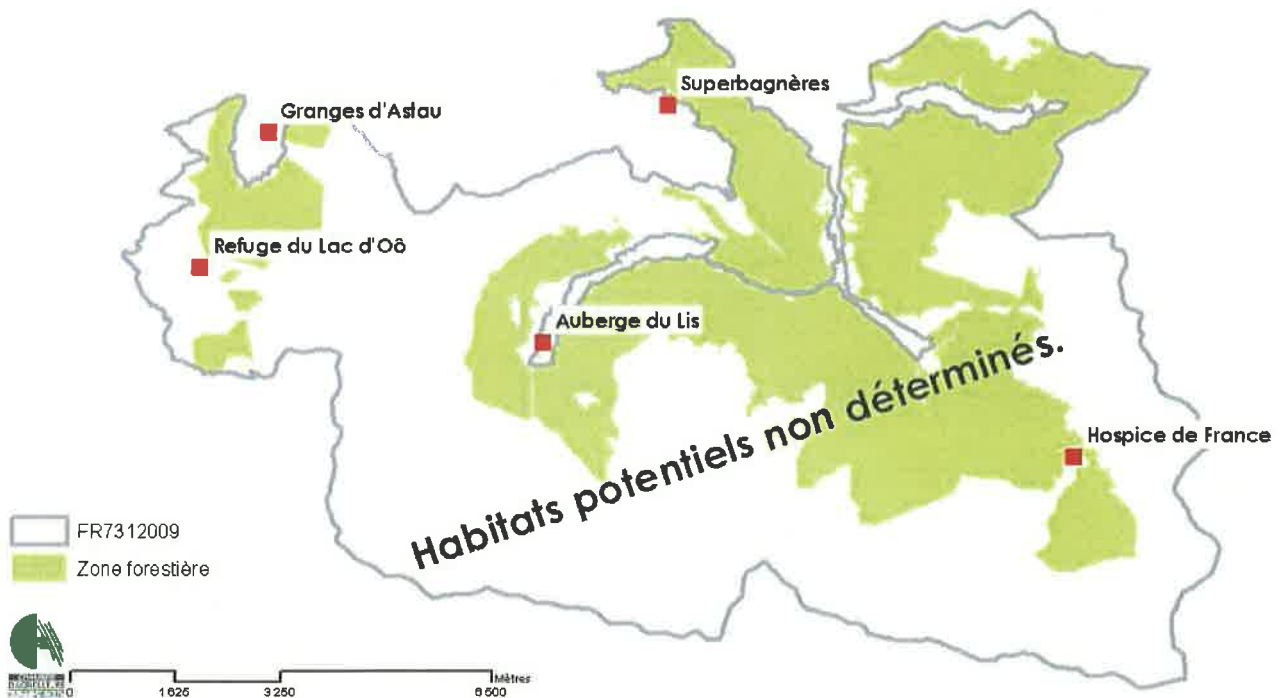 Superbagnères
Granges d'Astau
Refuge du Lac d'Oô
Auberge du Lis
Habitats potentiels non déterminés.
Hospice de France
FR7312009
Zone forestière
Mètres
0 1 625 3 250 6 500